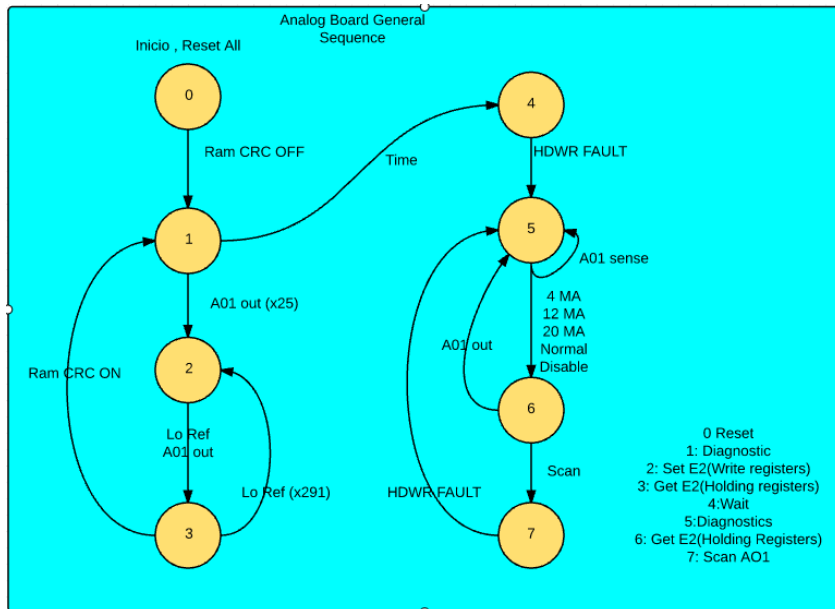 Analog Board General
Sequence
Inicio , Reset All
0
4
Ram CRC OFF
Time
HDWR FAULT
1
5
A01 sense
A01 out (x25)
4 MA
12 MA
20 MA
Normal
Disable
A01 out
Ram CRC ON
2
6
Lo Ref
A01 out
Lo Ref (x291)
HDWR FAULT
Scan
3
7
0 Reset
1: Diagnostic
2: Set E2(Write registers)
3: Get E2(Holding registers)
4:Wait
5:Diagnostics
6: Get E2(Holding Registers)
7: Scan AO1